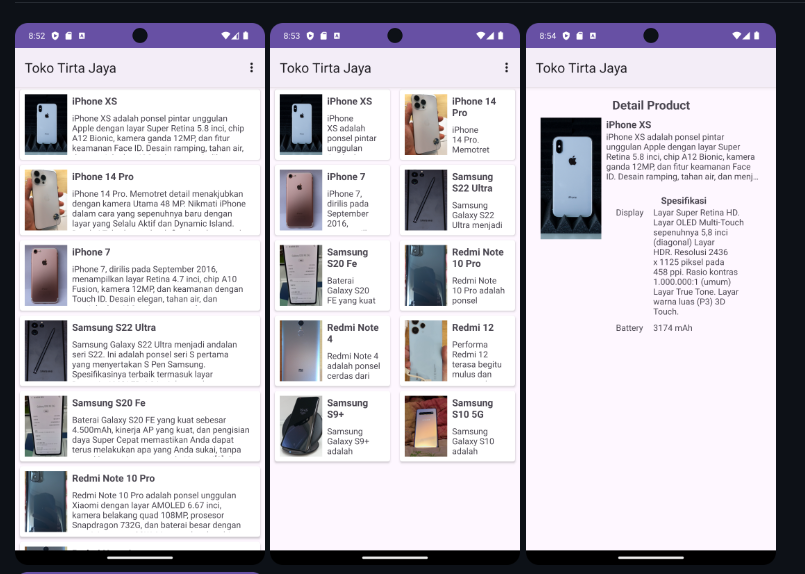 8:52
Toko Tirta Jaya
iPhone XS
iPhone XS adalah ponsel pintar unggulan
Apple dengan layar Super Retina 5.8 inci, chip
A12 Bionic, kamera ganda 12MP, dan fitur
keamanan Face ID. Desain ramping, tahan air,
iPhone 14 Pro
iPhone 14 Pro. Memotret detail menakjubkan
dengan kamera Utama 48 MP. Nikmati iPhone
dalam cara yang sepenuhnya baru dengan
layar yang Selalu Aktif dan Dynamic Island.
iPhone 7
iPhone 7, dirilis pada September 2016,
menampilkan layar Retina 4.7 inci, chip A10
Fusion, kamera 12MP, dan keamanan dengan
Touch ID. Desain elegan, tahan air, dan
Samsung S22 Ultra
Samsung Galaxy S22 Ultra menjadi andalan
seri S22. Ini adalah ponsel seri S pertama
yang menyertakan S Pen Samsung.
Spesifikasinya terbaik termasuk layar
Samsung S20 Fe
Baterai Galaxy S20 FE yang kuat sebesar
4.500mAh, kinerja AP yang kuat, dan pengisian
daya Super Cepat memastikan Anda dapat
terus melakukan apa yang Anda sukai, tanpa
Redmi Note 10 Pro
Redmi Note 10 Pro adalah ponsel unggulan
Xiaomi dengan layar AMOLED 6.67 inci,
kamera belakang quad 108MP, prosesor
Snapdragon 732G, dan baterai besar dengan
8:53
Toko Tirta Jaya
iPhone XS
iPhone
XS adalah
ponsel pintar
unggulan
iPhone 14
Pro
iPhone
14 Pro.
Memotret
iPhone 7
iPhone 7,
dirilis pada
September
2016,
Samsung
S22 Ultra
Samsung
Galaxy S22
Ultra menjadi
Samsung
S20 Fe
Baterai
Galaxy S20
FE yang kuat
Redmi Note
10 Pro
Redmi Note
10 Pro adalah
ponsel
Redmi Note
4
Redmi Note 4
adalah ponsel
cerdas dari
Redmi 12
Performa
Redmi 12
terasa begitu
mulus dan
Samsung
S9+
Samsung
Galaxy S9+
adalah
Samsung
S10 5G
Samsung
Galaxy S10
adalah
8:54
Toko Tirta Jaya
Detail Product
iPhone XS
iPhone XS adalah ponsel pintar
unggulan Apple dengan layar Super
Retina 5.8 inci, chip A12 Bionic, kamera
ganda 12MP, dan fitur keamanan Face
ID. Desain ramping, tahan air, dan menj...
Spesifikasi
Display
Layar Super Retina HD.
Layar OLED Multi-Touch
sepenuhnya 5,8 inci
(diagonal) Layar
HDR. Resolusi 2436
x 1125 piksel pada
458 ppi. Rasio kontras
1.000.000:1 (umum)
Layar True Tone. Layar
warna luas (P3) 3D
Touch.
Battery
3174 mAh